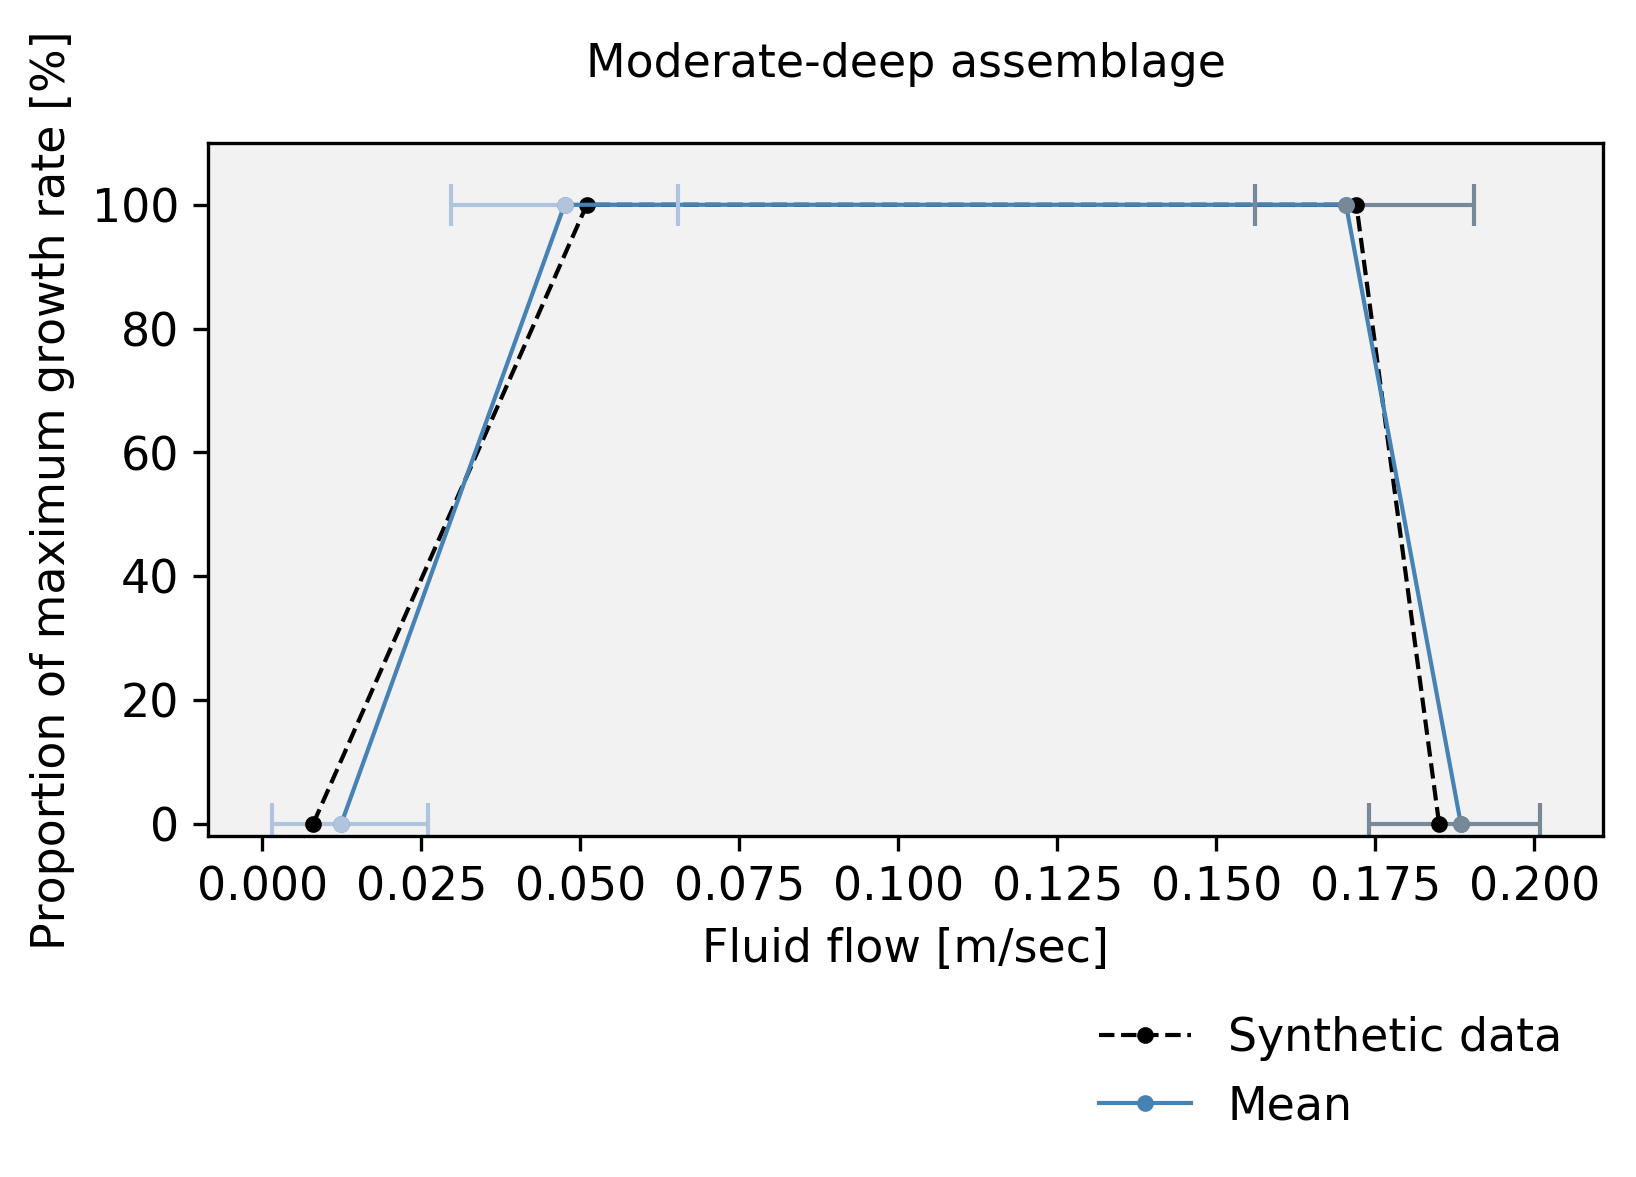 Moderate-deep assemblage
Proportion of maximum growth rate [%]
100
80
60
40
20
0
0.000 0.025 0.050 0.075 0.100 0.125 0.150 0.175 0.200
Fluid flow [m/sec]
Synthetic data
Mean